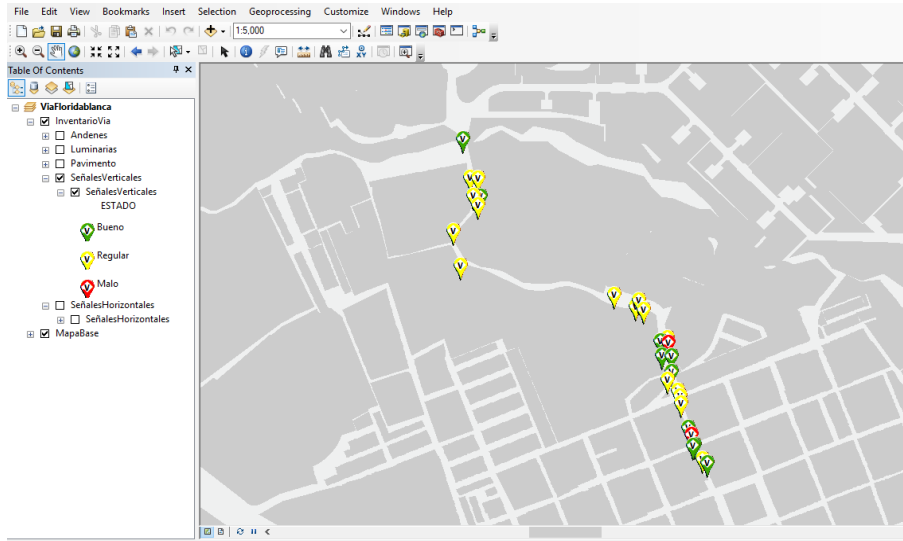 File Edit View Bookmarks Insert Selection Geoprocessing Customize Windows Help
1:5,000
Table Of Contents
ViaFloridablanca
InventarioVia
Andenes
Luminarias
Pavimento
SeñalesVerticales
SeñalesVerticales
ESTADO
V Bueno
V Regular
V Malo
SeñalesHorizontales
SeñalesHorizontales
MapaBase